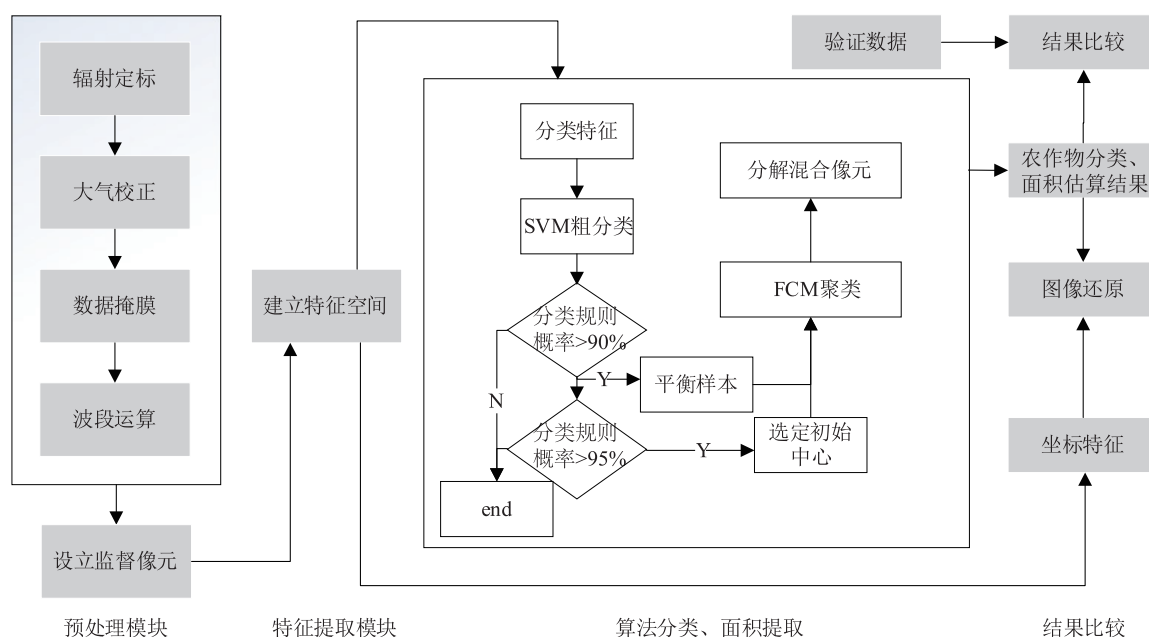 辐射定标
大气校正
数据掩膜
波段运算
设立监督像元
预处理模块
建立特征空间
特征提取模块
分类特征
SVM粗分类
分类规则
概率>90%
N
Y
平衡样本
分类规则
概率>95%
Y
选定初始
中心
end
FCM聚类
分解混合像元
算法分类、面积提取
验证数据
结果比较
农作物分类、
面积估算结果
图像还原
坐标特征
结果比较